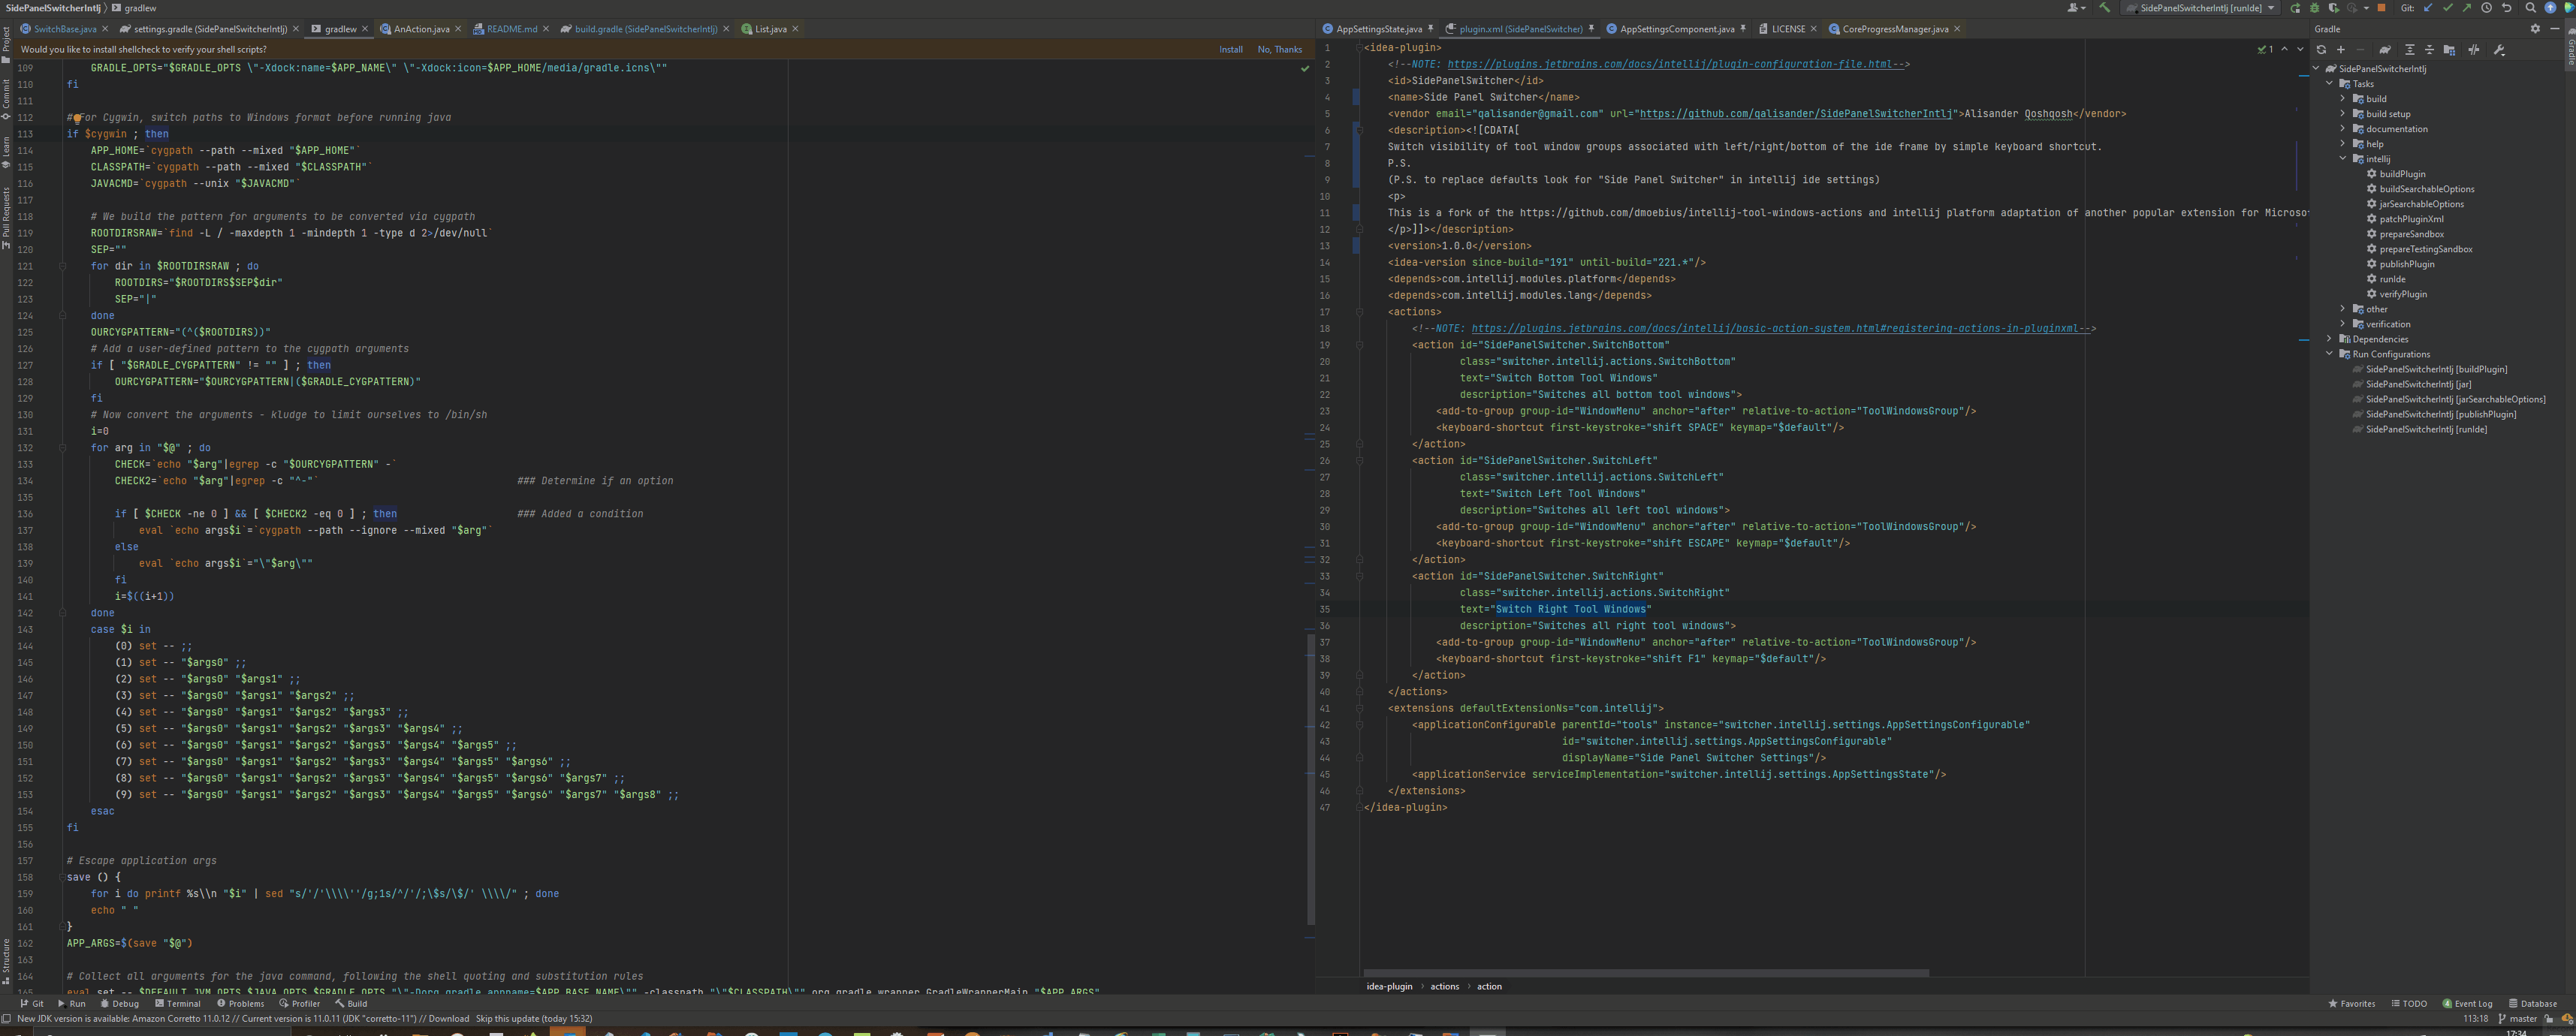 SidePanelSwitcherIntlj
gradlew
SidePanelSwitcherIntlj [runIde]
Git:
SwitchBase.java
settings.gradle (SidePanelSwitcherIntlj)
gradlew
AnAction.java
README.md
build.gradle (SidePanelSwitcherIntlj)
List.java
Would you like to install shellcheck to verify your shell scripts?
Install
No, Thanks
109 GRADLE_OPTS="$GRADLE_OPTS \"-Xdock:name=$APP_NAME\" \"-Xdock:icon=$APP_HOME/media/gradle.icns\""
110 fi
111
112 # For Cygwin, switch paths to Windows format before running java
113 if $cygwin ; then
114 APP_HOME=`cygpath --path --mixed "$APP_HOME"`
115 CLASSPATH=`cygpath --path --mixed "$CLASSPATH"`
116 JAVACMD=`cygpath --unix "$JAVACMD"`
117
118 # We build the pattern for arguments to be converted via cygpath
119 ROOTDIRSRAW=`find -L / -maxdepth 1 -mindepth 1 -type d 2>/dev/null`
120 SEP=""
121 for dir in $ROOTDIRSRAW ; do
122 ROOTDIRS="$ROOTDIRS$SEP$dir"
123 SEP="|"
124 done
125 OURCYGPATTERN="(^($ROOTDIRS))"
126 # Add a user-defined pattern to the cygpath arguments
127 if [ "$GRADLE_CYGPATTERN" != "" ] ; then
128 OURCYGPATTERN="$OURCYGPATTERN|($GRADLE_CYGPATTERN)"
129 fi
130 # Now convert the arguments - kludge to limit ourselves to /bin/sh
131 i=0
132 for arg in "$@" ; do
133 CHECK=`echo "$arg"|egrep -c "$OURCYGPATTERN" -`
134 CHECK2=`echo "$arg"|egrep -c "^-"` ### Determine if an option
135
136 if [ $CHECK -ne 0 ] && [ $CHECK2 -eq 0 ] ; then ### Added a condition
137 eval `echo args$i`=`cygpath --path --ignore --mixed "$arg"`
138 else
139 eval `echo args$i`="\"$arg\""
140 fi
141 i=$((i+1))
142 done
143 case $i in
144 (0) set -- ;;
145 (1) set -- "$args0" ;;
146 (2) set -- "$args0" "$args1" ;;
147 (3) set -- "$args0" "$args1" "$args2" ;;
148 (4) set -- "$args0" "$args1" "$args2" "$args3" ;;
149 (5) set -- "$args0" "$args1" "$args2" "$args3" "$args4" ;;
150 (6) set -- "$args0" "$args1" "$args2" "$args3" "$args4" "$args5" ;;
151 (7) set -- "$args0" "$args1" "$args2" "$args3" "$args4" "$args5" "$args6" ;;
152 (8) set -- "$args0" "$args1" "$args2" "$args3" "$args4" "$args5" "$args6" "$args7" ;;
153 (9) set -- "$args0" "$args1" "$args2" "$args3" "$args4" "$args5" "$args6" "$args7" "$args8" ;;
154 esac
155 fi
156
157 # Escape application args
158 save () {
159 for i do printf %s\\n "$i" | sed "s/'/'\\\\''/g;1s/^/'/;\$s/\$/' \\\\/" ; done
160 echo " "
161 }
162 APP_ARGS=$(save "$@")
163
164 # Collect all arguments for the java command, following the shell quoting and substitution rules
165 eval set -- $DEFAULT_JVM_OPTS $JAVA_OPTS $GRADLE_OPTS "\"-Dorg.gradle.appname=$APP_BASE_NAME\"" -classpath "\"$CLASSPATH\"" org.gradle.wrapper.GradleWrapperMain "$APP_ARGS"
AppSettingsState.java
plugin.xml (SidePanelSwitcher)
AppSettingsComponent.java
LICENSE
CoreProgressManager.java
1
1 <idea-plugin>
2 <!--NOTE: https://plugins.jetbrains.com/docs/intellij/plugin-configuration-file.html-->
3 <id>SidePanelSwitcher</id>
4 <name>Side Panel Switcher</name>
5 <vendor email="qalisander@gmail.com" url="https://github.com/qalisander/SidePanelSwitcherIntlj">Alisander Qoshqosh</vendor>
6 <description><![CDATA[
7 Switch visibility of tool window groups associated with left/right/bottom of the ide frame by simple keyboard shortcut.
8 P.S.
9 (P.S. to replace defaults look for "Side Panel Switcher" in intellij ide settings)
10 <p>
11 This is a fork of the https://github.com/dmoebius/intellij-tool-windows-actions and intellij platform adaptation of another popular extension for Microso
12 </p>]]></description>
13 <version>1.0.0</version>
14 <idea-version since-build="191" until-build="221.*"/>
15 <depends>com.intellij.modules.platform</depends>
16 <depends>com.intellij.modules.lang</depends>
17 <actions>
18 <!--NOTE: https://plugins.jetbrains.com/docs/intellij/basic-action-system.html#registering-actions-in-pluginxml-->
19 <action id="SidePanelSwitcher.SwitchBottom"
20 class="switcher.intellij.actions.SwitchBottom"
21 text="Switch Bottom Tool Windows"
22 description="Switches all bottom tool windows">
23 <add-to-group group-id="WindowMenu" anchor="after" relative-to-action="ToolWindowsGroup"/>
24 <keyboard-shortcut first-keystroke="shift SPACE" keymap="$default"/>
25 </action>
26 <action id="SidePanelSwitcher.SwitchLeft"
27 class="switcher.intellij.actions.SwitchLeft"
28 text="Switch Left Tool Windows"
29 description="Switches all left tool windows">
30 <add-to-group group-id="WindowMenu" anchor="after" relative-to-action="ToolWindowsGroup"/>
31 <keyboard-shortcut first-keystroke="shift ESCAPE" keymap="$default"/>
32 </action>
33 <action id="SidePanelSwitcher.SwitchRight"
34 class="switcher.intellij.actions.SwitchRight"
35 text="Switch Right Tool Windows"
36 description="Switches all right tool windows">
37 <add-to-group group-id="WindowMenu" anchor="after" relative-to-action="ToolWindowsGroup"/>
38 <keyboard-shortcut first-keystroke="shift F1" keymap="$default"/>
39 </action>
40 </actions>
41 <extensions defaultExtensionNs="com.intellij">
42 <applicationConfigurable parentId="tools" instance="switcher.intellij.settings.AppSettingsConfigurable"
43 id="switcher.intellij.settings.AppSettingsConfigurable"
44 displayName="Side Panel Switcher Settings"/>
45 <applicationService serviceImplementation="switcher.intellij.settings.AppSettingsState"/>
46 </extensions>
47 </idea-plugin>
idea-plugin
actions
action
Gradle
SidePanelSwitcherIntlj
Tasks
build
build setup
documentation
help
intellij
buildPlugin
buildSearchableOptions
jarSearchableOptions
patchPluginXml
prepareSandbox
prepareTestingSandbox
publishPlugin
runIde
verifyPlugin
other
verification
Dependencies
Run Configurations
SidePanelSwitcherIntlj [buildPlugin]
SidePanelSwitcherIntlj [jar]
SidePanelSwitcherIntlj [jarSearchableOptions]
SidePanelSwitcherIntlj [publishPlugin]
SidePanelSwitcherIntlj [runIde]
Gradle
Project
Commit
Learn
Pull Requests
Structure
Git
Run
Debug
Terminal
Problems
Profiler
Build
Favorites
TODO
4 Event Log
Database
New JDK version is available: Amazon Corretto 11.0.12 // Current version is 11.0.11 (JDK "corretto-11") // Download Skip this update (today 15:32)
113:18
master
17:34